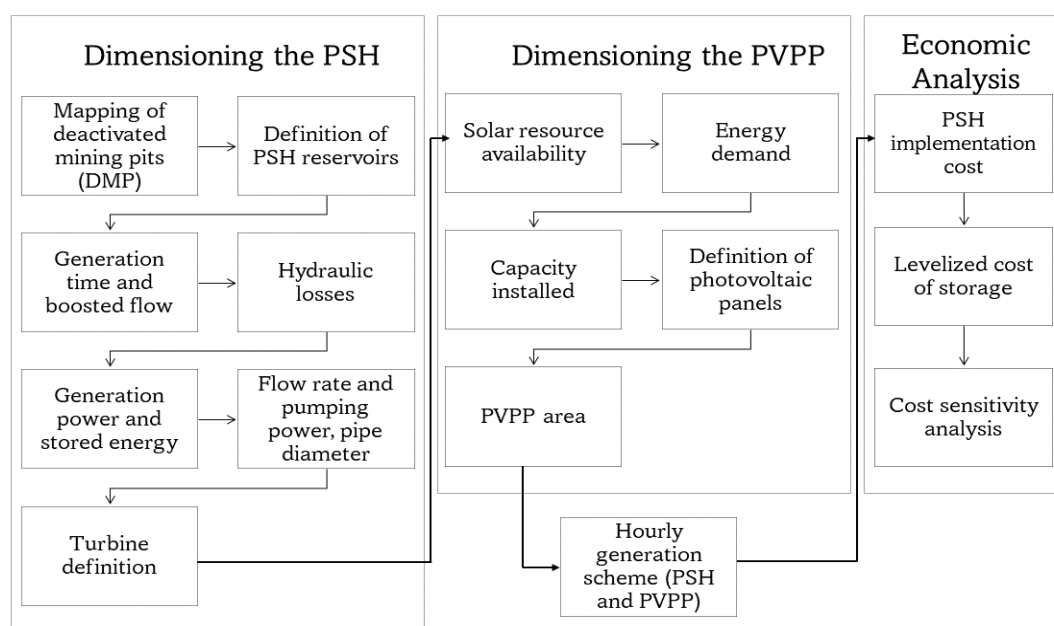 Dimensioning the PSH
Mapping of
deactivated
mining pits
(DMP)
Definition of
PSH reservoirs
Generation
time and
boosted flow
Hydraulic
losses
Generation
power and
stored energy
Flow rate and
pumping
power, pipe
diameter
Turbine
definition
Dimensioning the PVPP
Solar resource
availability
Energy
demand
Capacity
installed
Definition of
photovoltaic
panels
PVPP area
Hourly
generation
scheme (PSH
and PVPP)
Economic
Analysis
PSH
implementation
cost
Levelized cost
of storage
Cost sensitivity
analysis